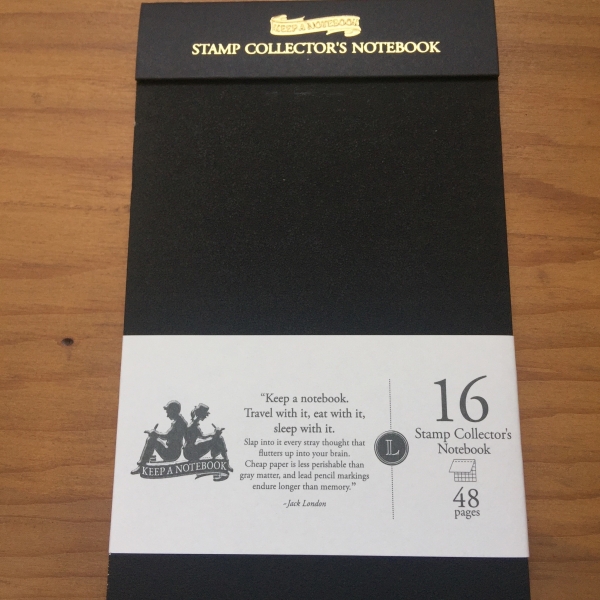 KEEP A NOTEBOOK
STAMP COLLECTOR'S NOTEBOOK
KEEP A NOTEBOOK
“Keep a notebook.
Travel with it, eat with it,
sleep with it.
Slap into it every stray thought that
flutters up into your brain.
Cheap paper is less perishable than
gray matter, and lead pencil markings
endure longer than memory.”
–Jack London
L
16
Stamp Collector's
Notebook
48
pages